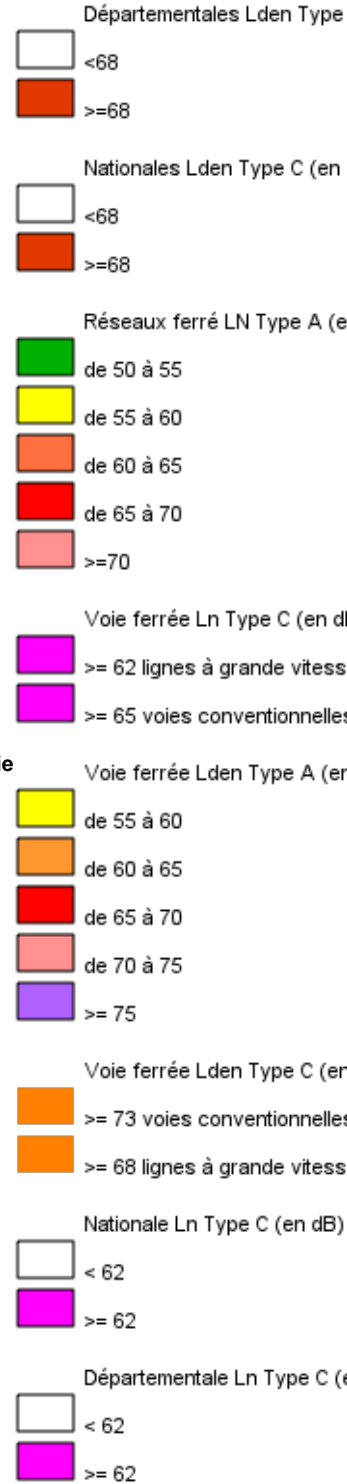 Départementales Lden Type
<68
>=68
Nationales Lden Type C (en
<68
>=68
Réseaux ferré LN Type A (e
de 50 à 55
de 55 à 60
de 60 à 65
de 65 à 70
>=70
Voie ferrée Ln Type C (en d
>= 62 lignes à grande vitess
>= 65 voies conventionnelles
ie
Voie ferrée Lden Type A (en
de 55 à 60
de 60 à 65
de 65 à 70
de 70 à 75
>= 75
Voie ferrée Lden Type C (en
>= 73 voies conventionnelles
>= 68 lignes à grande vitess
Nationale Ln Type C (en dB)
< 62
>= 62
Départementale Ln Type C (e
< 62
>= 62